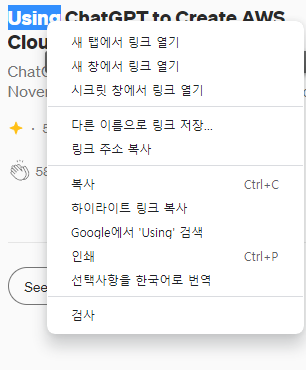 Using ChatGPT to Create AWS
Clou
Chat
Nove
새 탭에서 링크 열기
새 창에서 링크 열기
시크릿 창에서 링크 열기
다른 이름으로 링크 저장...
링크 주소 복사
58
복사 Ctrl+C
하이라이트 링크 복사
Google에서 'Using' 검색
인쇄 Ctrl+P
선택사항을 한국어로 번역
See
검사